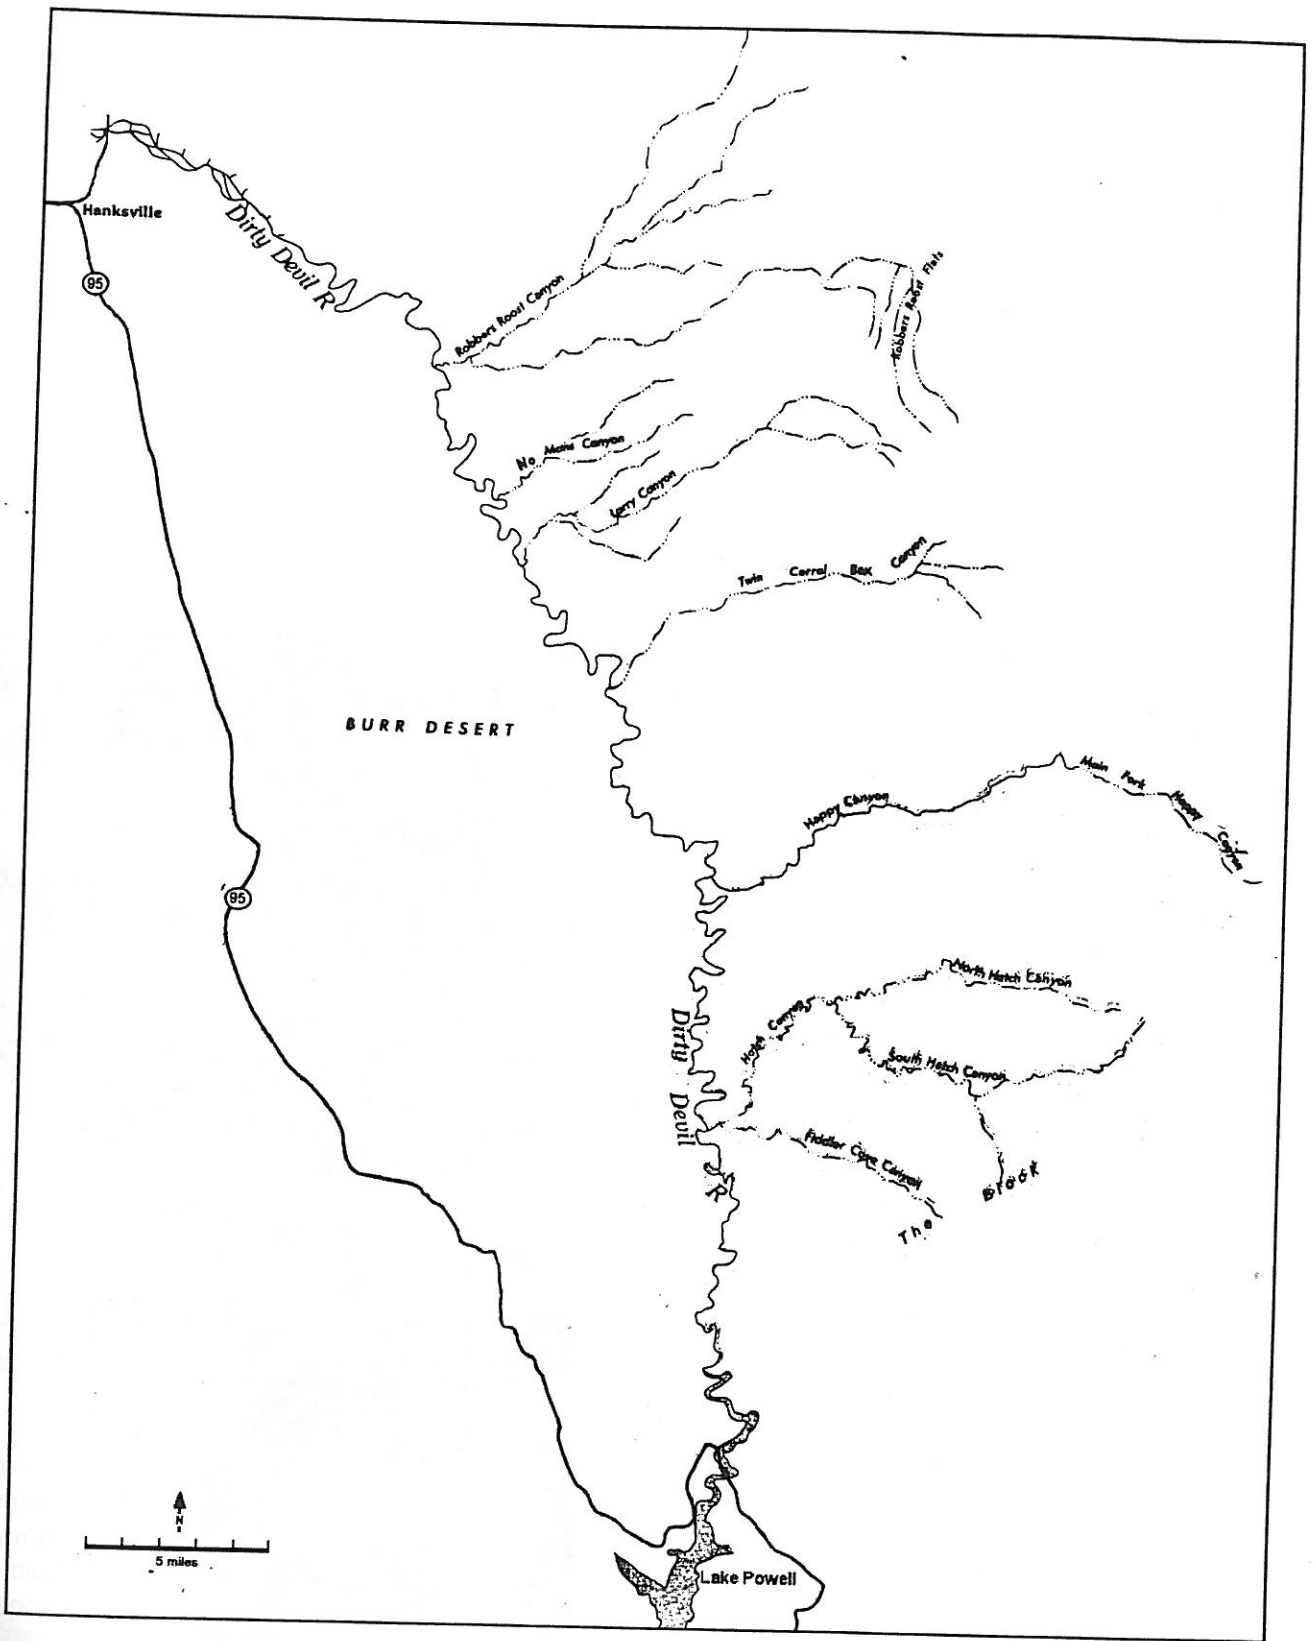 Hanksville
95
Dirty Devil R
Robbers Roost Canyon
Robbers Roost Flats
No Mans Canyon
Larry Canyon
Twin Corral Box Canyon
BURR DESERT
Happy Canyon
Main Fork Happy Canyon
95
North Hatch Canyon
Hatch Canyon
South Hatch Canyon
Dirty Devil R
Fiddler Cove Canyon
The Block
N
5 miles
Lake Powell